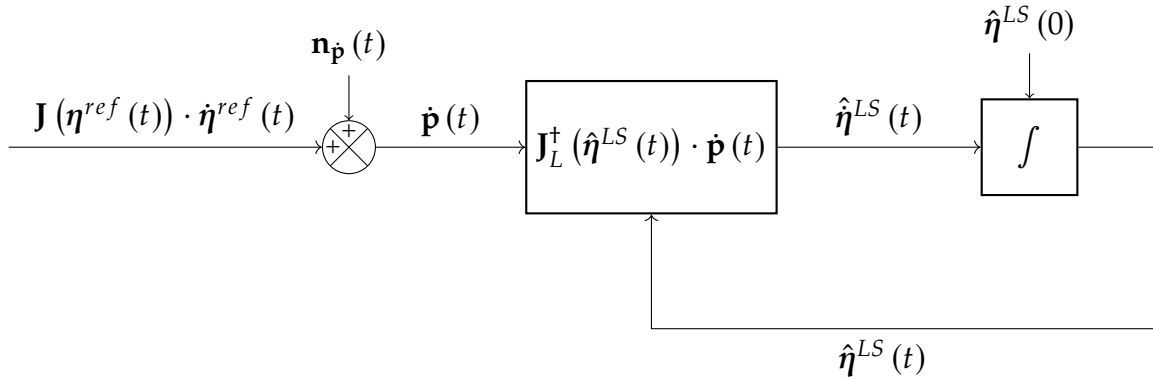 η̂^{LS} (0)
n_ṗ (t)
J (η^{ref} (t)) · η̇^{ref} (t)
+
+
ṗ (t)
J_L^† (η̂^{LS} (t)) · ṗ (t)
η̇̂^{LS} (t)
∫
η̂^{LS} (t)